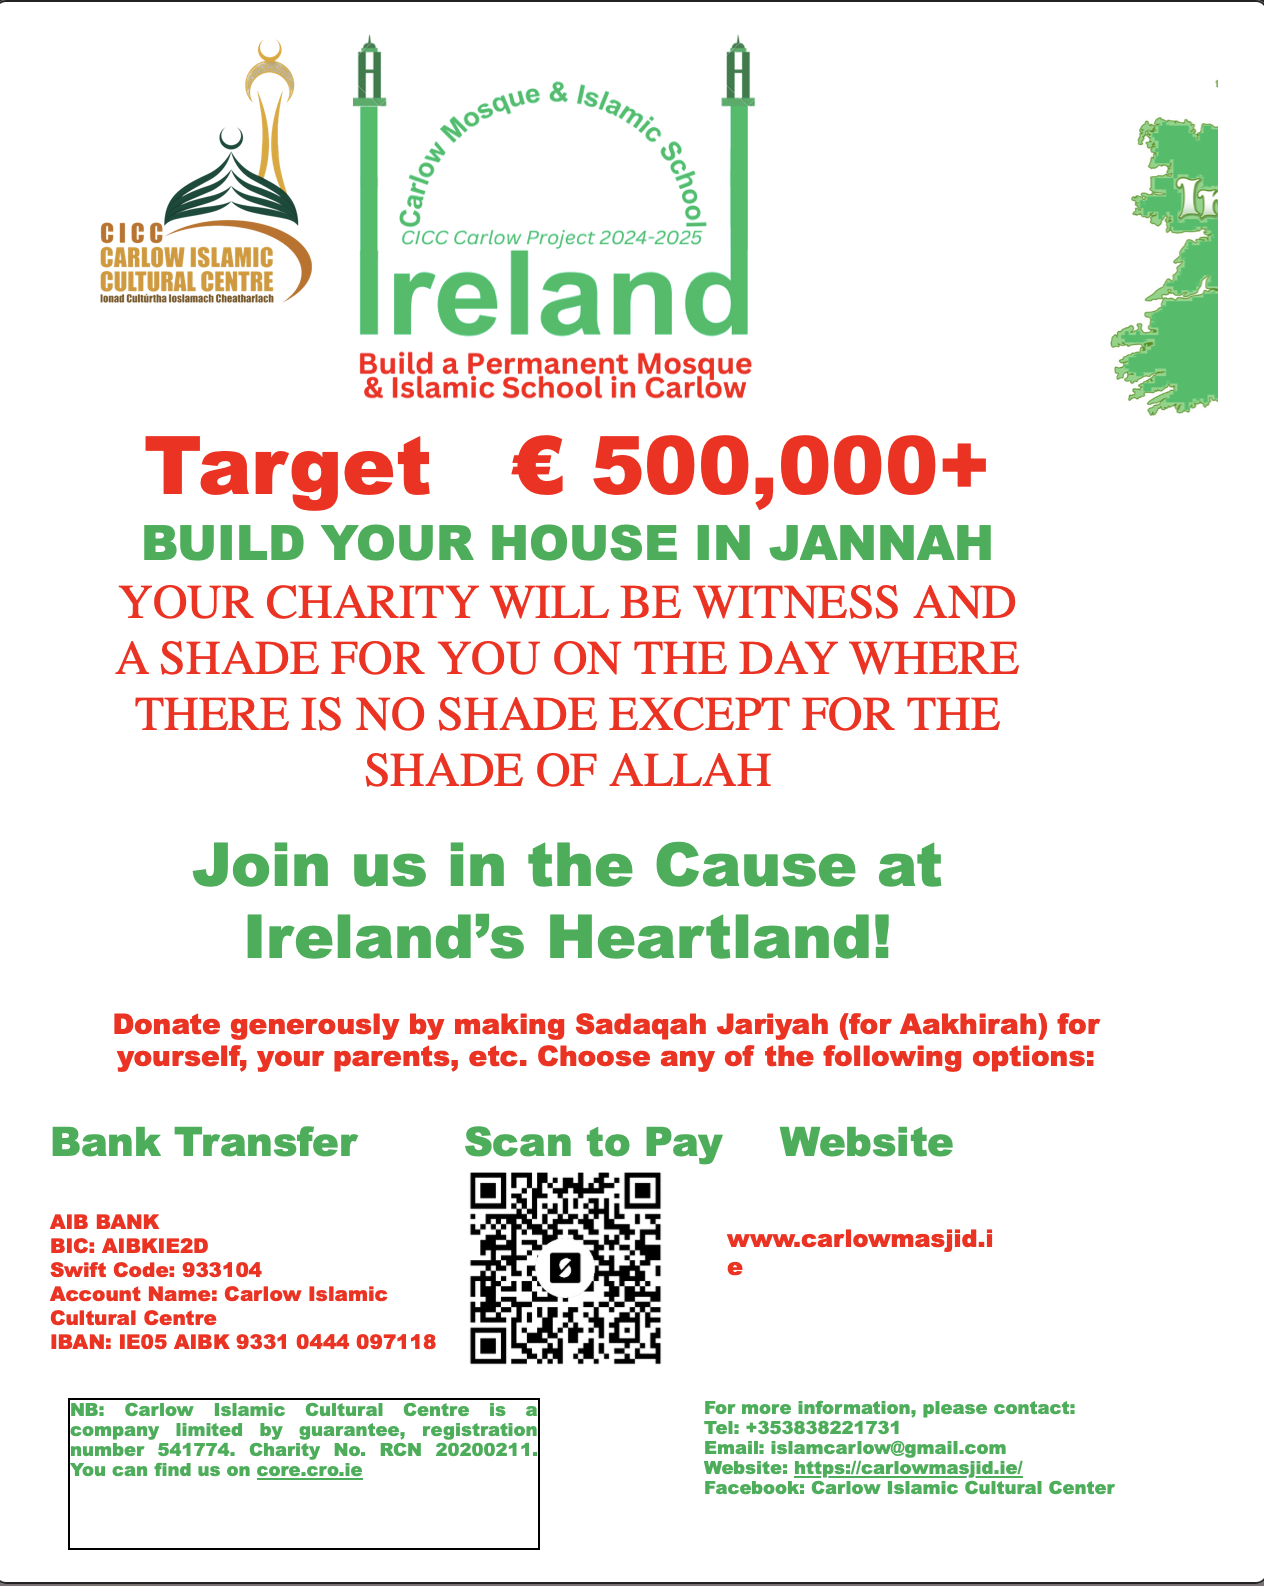 Carlow Mosque & Islamic School
CICC Carlow Project 2024-2025
Ireland
Build a Permanent Mosque
& Islamic School in Carlow
CICC
CARLOW ISLAMIC
CULTURAL CENTRE
Ionad Cultúrtha Ioslamach Cheatharlach
Target € 500,000+
BUILD YOUR HOUSE IN JANNAH
YOUR CHARITY WILL BE WITNESS AND
A SHADE FOR YOU ON THE DAY WHERE
THERE IS NO SHADE EXCEPT FOR THE
SHADE OF ALLAH
Join us in the Cause at
Ireland’s Heartland!
Donate generously by making Sadaqah Jariyah (for Aakhirah) for
yourself, your parents, etc. Choose any of the following options:
Bank Transfer
AIB BANK
BIC: AIBKIE2D
Swift Code: 933104
Account Name: Carlow Islamic
Cultural Centre
IBAN: IE05 AIBK 9331 0444 097118
Scan to Pay
Website
www.carlowmasjid.i
e
NB: Carlow Islamic Cultural Centre is a
company limited by guarantee, registration
number 541774. Charity No. RCN 20200211.
You can find us on core.cro.ie
For more information, please contact:
Tel: +353838221731
Email: islamcarlow@gmail.com
Website: https://carlowmasjid.ie/
Facebook: Carlow Islamic Cultural Center